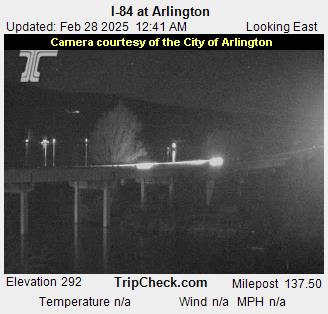 I-84 at Arlington
Updated: Feb 28 2025 12:41 AM Looking East
Camera courtesy of the City of Arlington
Elevation 292 TripCheck.com Milepost 137.50
Temperature n/a Wind n/a MPH n/a